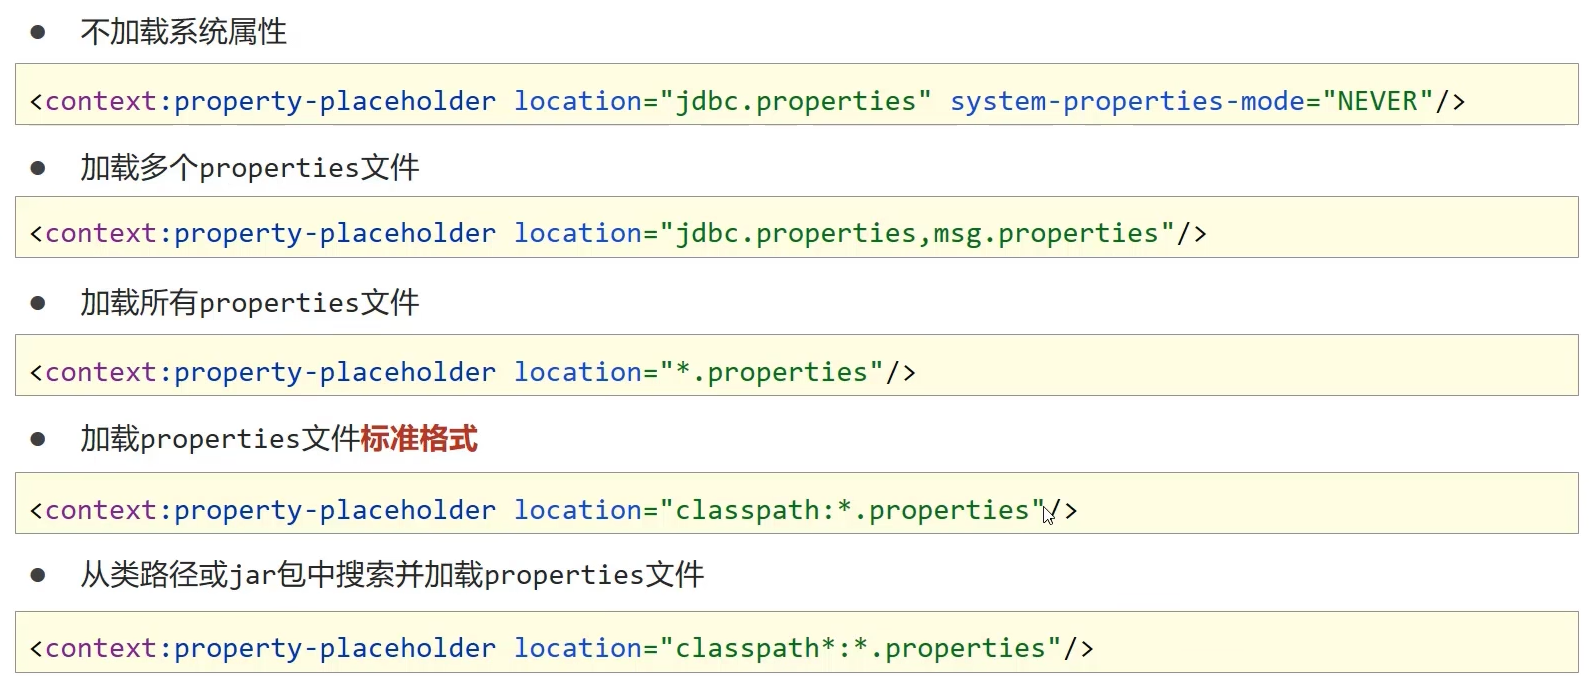 ● 不加载系统属性
<context:property-placeholder location="jdbc.properties" system-properties-mode="NEVER"/>
● 加载多个properties文件
<context:property-placeholder location="jdbc.properties,msg.properties"/>
● 加载所有properties文件
<context:property-placeholder location="*.properties"/>
● 加载properties文件标准格式
<context:property-placeholder location="classpath:*.properties"/>
● 从类路径或jar包中搜索并加载properties文件
<context:property-placeholder location="classpath*:*.properties"/>